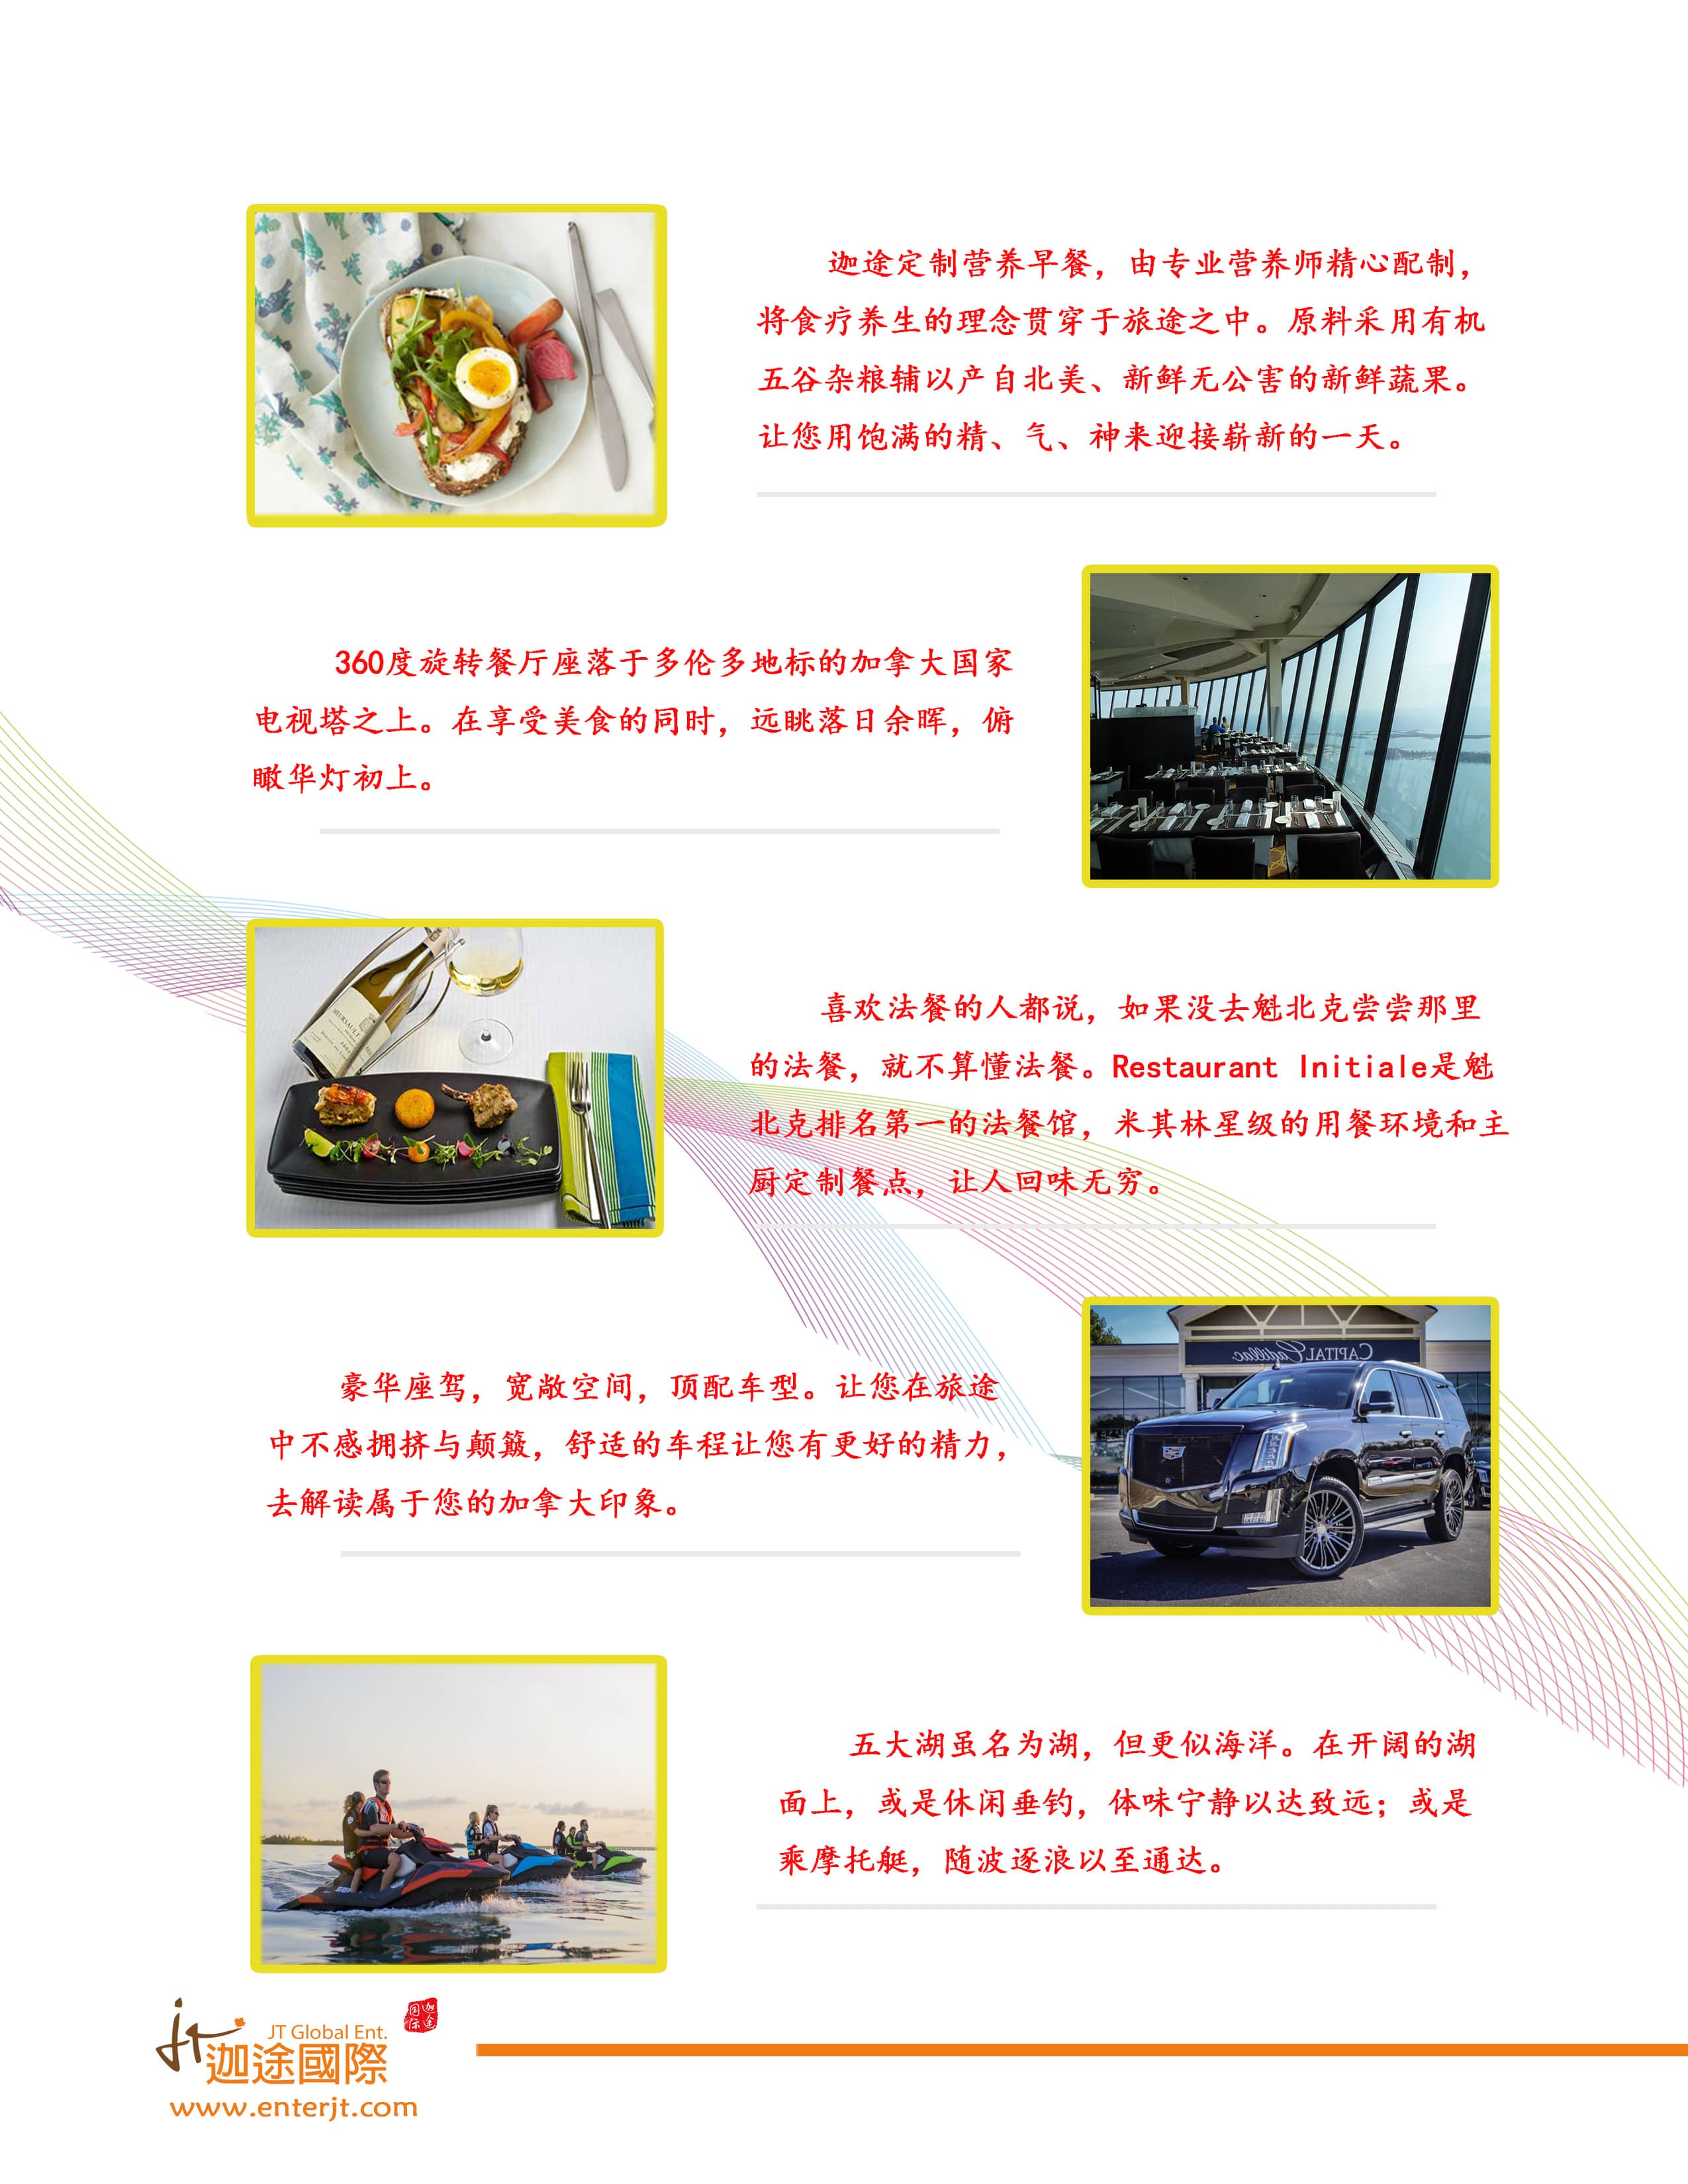 迦途定制营养早餐，由专业营养师精心配制，
将食疗养生的理念贯穿于旅途之中。原料采用有机
五谷杂粮辅以产自北美、新鲜无公害的新鲜蔬果。
让您用饱满的精、气、神来迎接崭新的一天。
360度旋转餐厅座落于多伦多地标的加拿大国家
电视塔之上。在享受美食的同时，远眺落日余晖，俯
瞰华灯初上。
喜欢法餐的人都说，如果没去魁北克尝尝那里
的法餐，就不算懂法餐。Restaurant Initiale是魁
北克排名第一的法餐馆，米其林星级的用餐环境和主
厨定制餐点，让人回味无穷。
CAPITAL Cadillac
豪华座驾，宽敞空间，顶配车型。让您在旅途
中不感拥挤与颠簸，舒适的车程让您有更好的精力，
去解读属于您的加拿大印象。
五大湖虽名为湖，但更似海洋。在开阔的湖
面上，或是休闲垂钓，体味宁静以达致远；或是
乘摩托艇，随波逐浪以至通达。
迦途国际
jt JT Global Ent.
迦途國際
www.enterjt.com